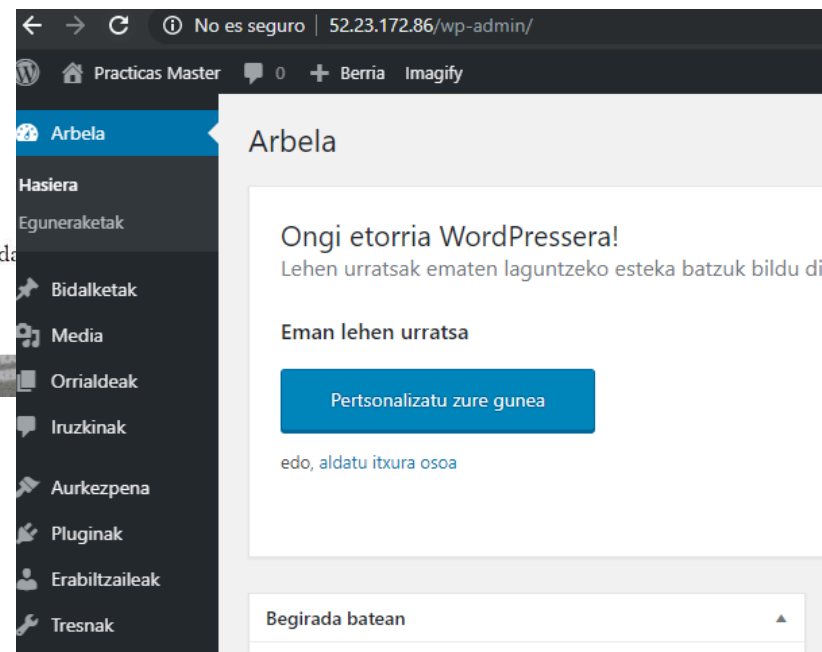 No es seguro | 52.23.172.86/wp-admin/
Practicas Master 0 + Berria Imagify
Arbela
Hasiera
Eguneraketak
Bidalketak
Media
Orrialdeak
Iruzkinak
Aurkezpena
Pluginak
Erabiltzaileak
Tresnak
Arbela
Ongi etorria WordPressera!
Lehen urratsak ematen laguntzeko esteka batzuk bildu di
Eman lehen urratsa
Pertsonalizatu zure gunea
edo, aldatu itxura osoa
Begirada batean